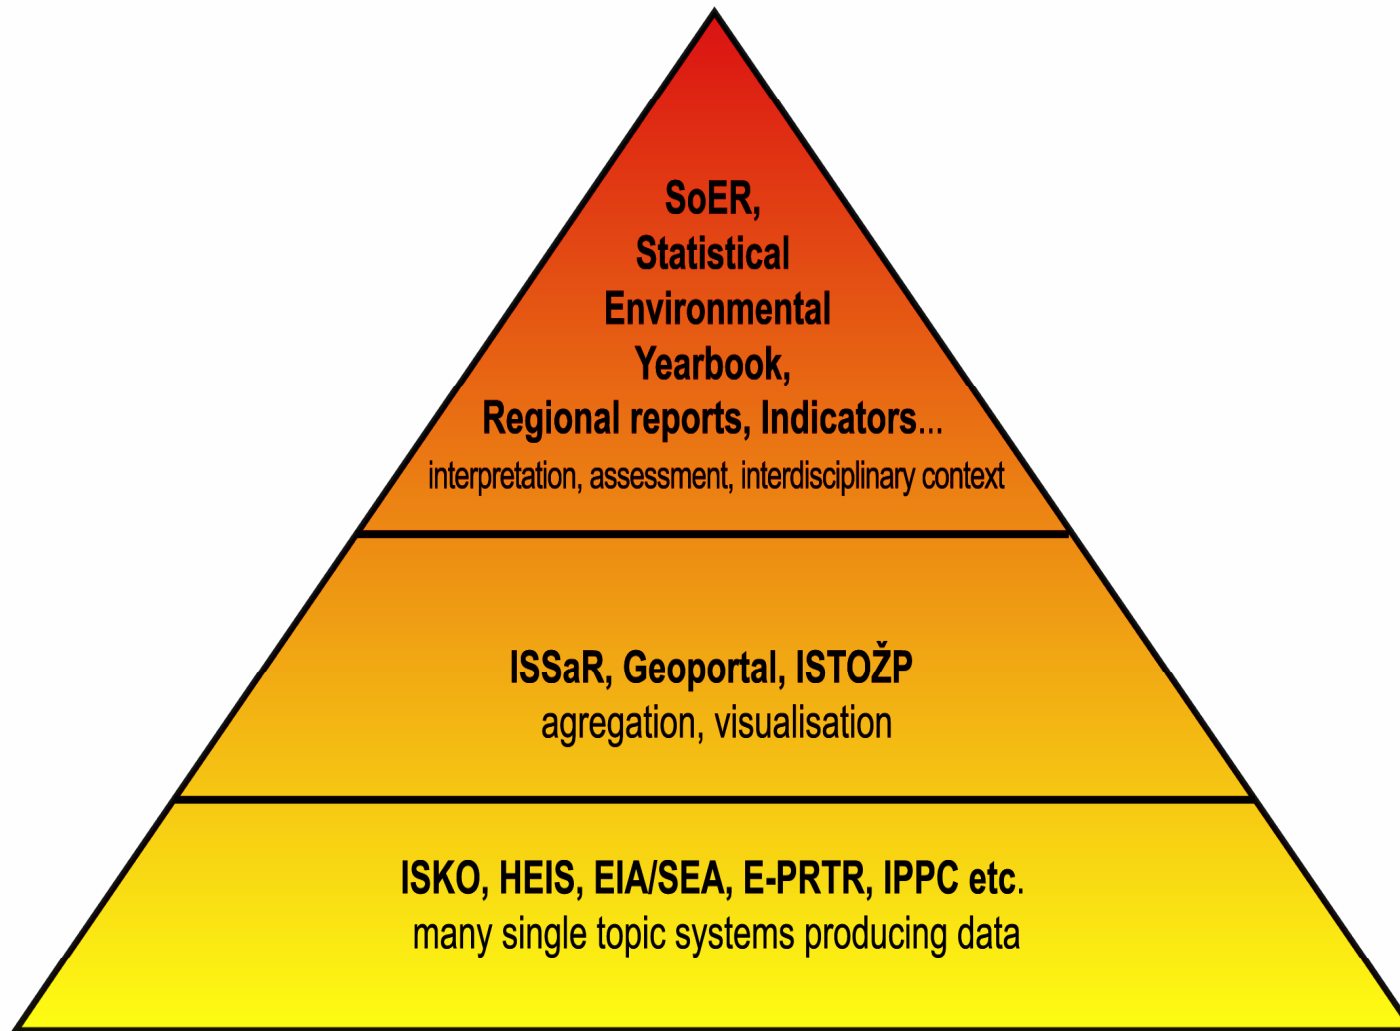 SoER,
Statistical
Environmental
Yearbook,
Regional reports, Indicators...
interpretation, assessment, interdisciplinary context
ISSaR, Geoportal, ISTOŽP
agregation, visualisation
ISKO, HEIS, EIA/SEA, E-PRTR, IPPC etc.
many single topic systems producing data